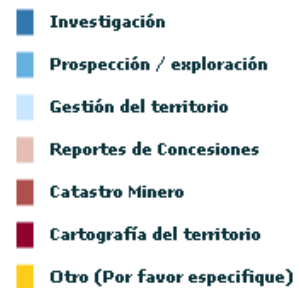 Investigación
Prospección / exploración
Gestión del territorio
Reportes de Concesiones
Catastro Minero
Cartografía del territorio
Otro (Por favor especifique)